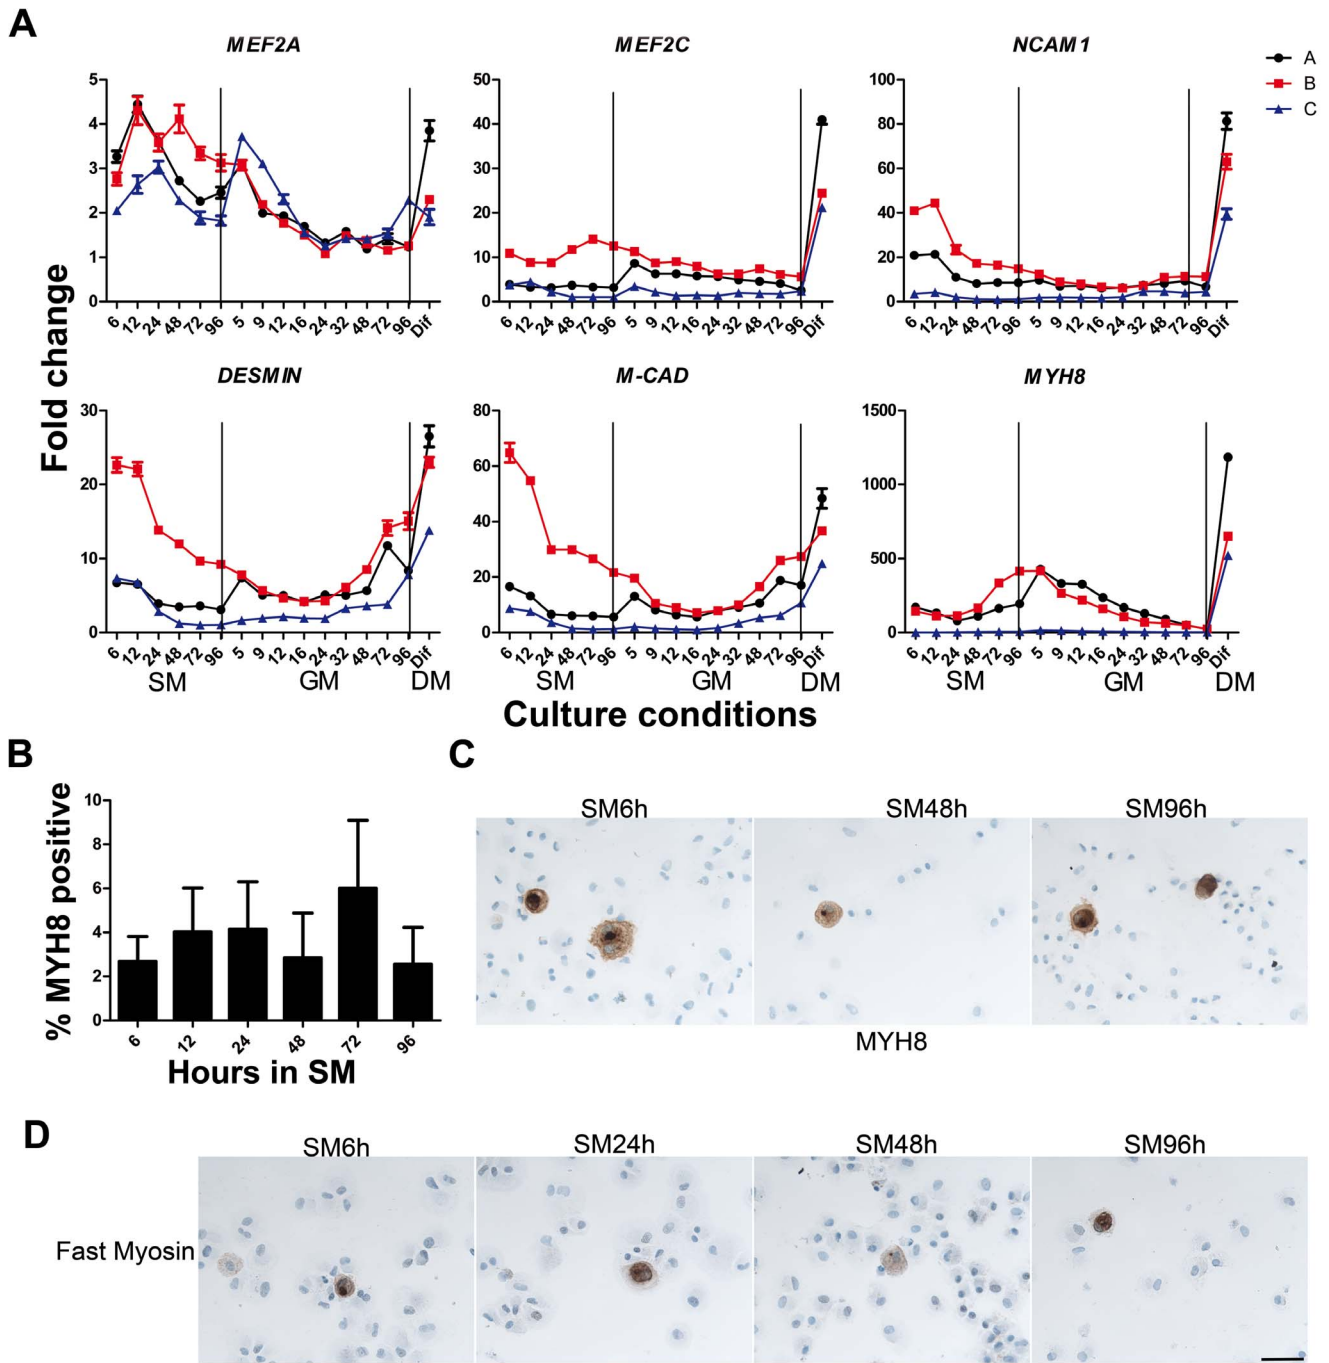 A
MEF2A
MEF2C
NCAM1
A
B
C
Fold change
5
4
3
2
1
0
6 12 24 48 72 96 5 9 12 16 24 32 48 72 96 Dif
50
40
30
20
10
0
6 12 24 48 72 96 5 9 12 16 24 32 48 72 96 Dif
100
80
60
40
20
0
6 12 24 48 72 96 5 9 12 16 24 32 48 72 96 Dif
DESMIN
M-CAD
MYH8
30
20
10
0
6 12 24 48 72 96 5 9 12 16 24 32 48 72 96 Dif
SM GM DM
80
60
40
20
0
6 12 24 48 72 96 5 9 12 16 24 32 48 72 96 Dif
SM GM DM
1500
1000
500
0
6 12 24 48 72 96 5 9 12 16 24 32 48 72 96 Dif
SM GM DM
Culture conditions
B
% MYH8 positive
10
8
6
4
2
0
6 12 24 48 72 96
Hours in SM
C
SM6h
SM48h
SM96h
MYH8
D
SM6h
SM24h
SM48h
SM96h
Fast Myosin